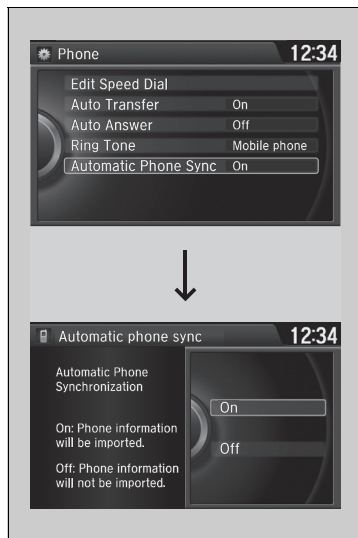 Phone 12:34
Edit Speed Dial
Auto Transfer On
Auto Answer Off
Ring Tone Mobile phone
Automatic Phone Sync On
Automatic phone sync 12:34
Automatic Phone
Synchronization
On: Phone information
will be imported.
Off: Phone information
will not be imported.
On
Off